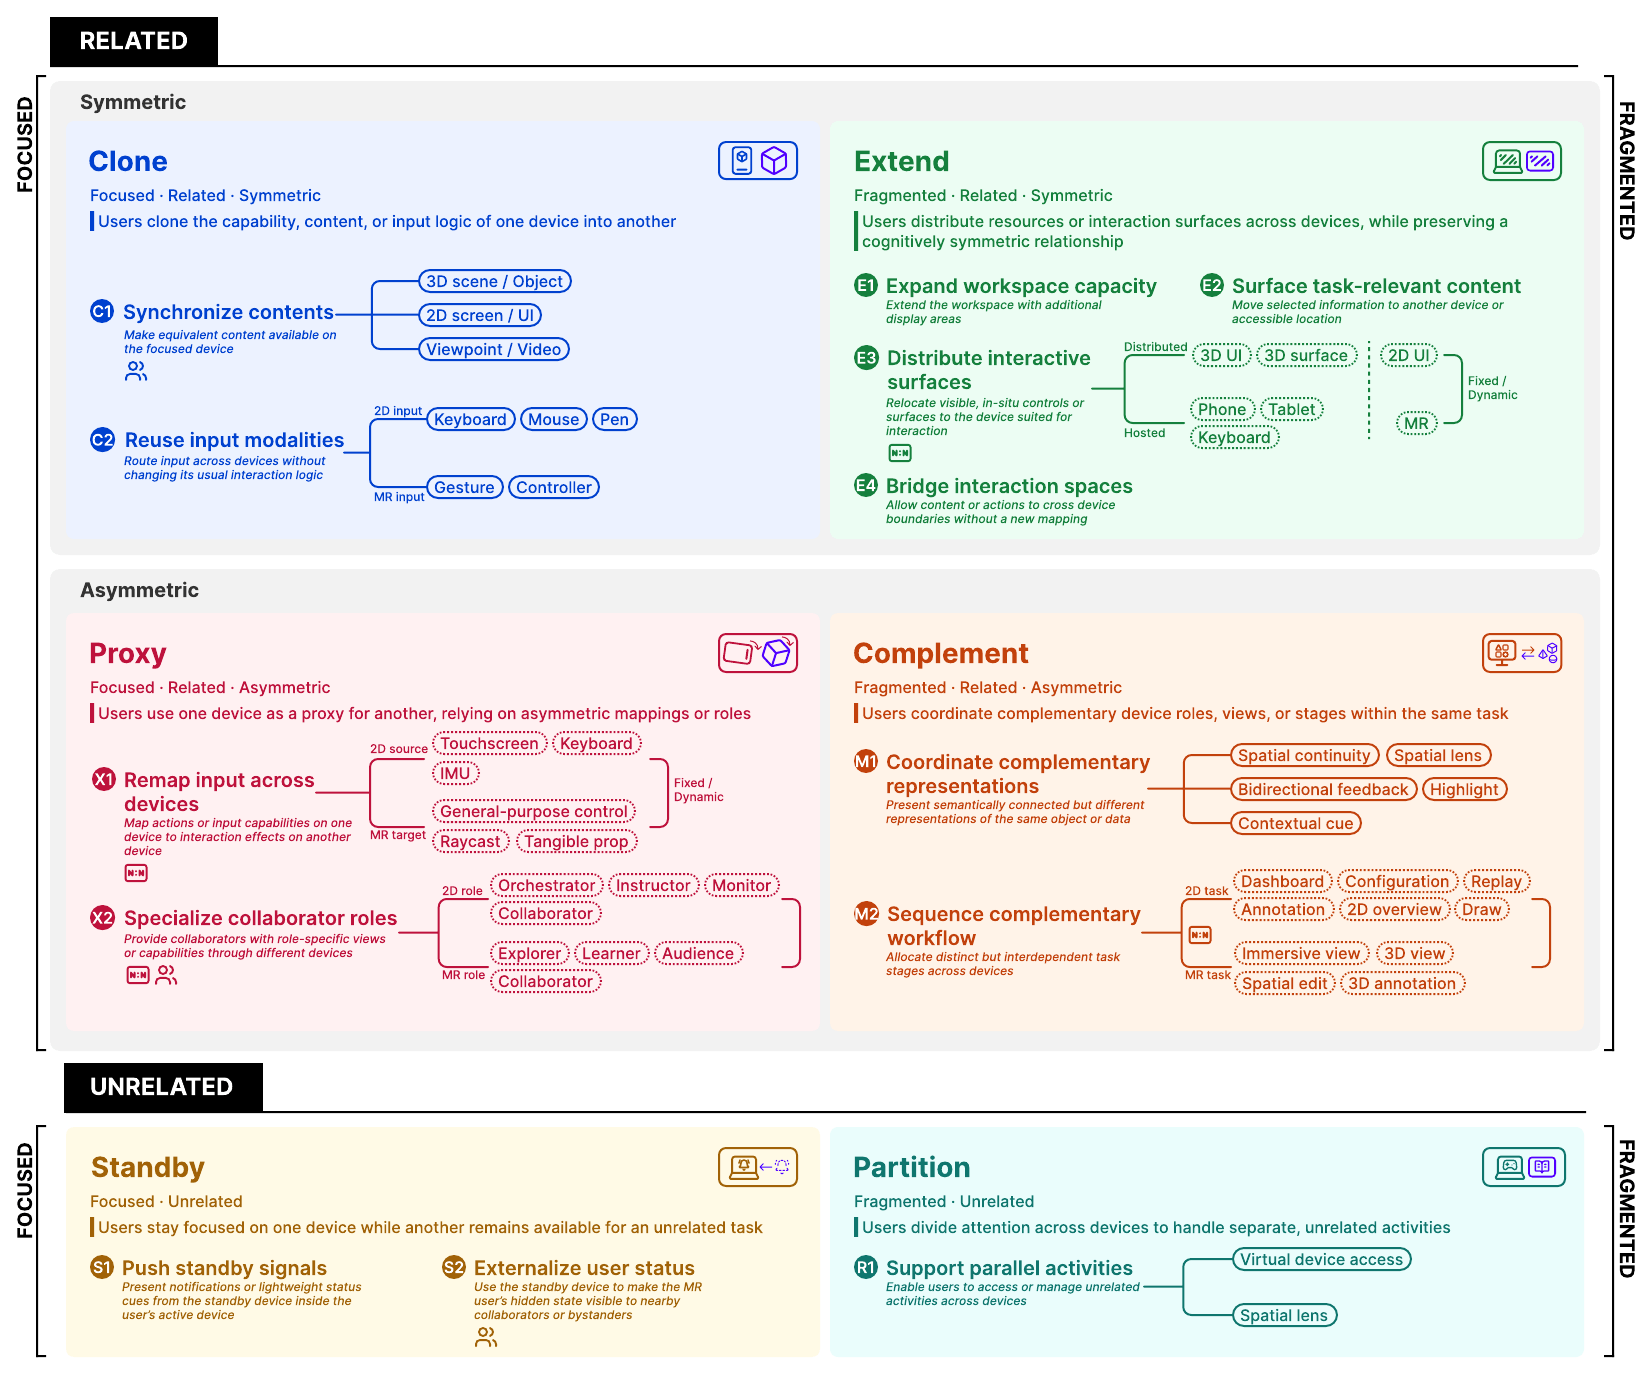 RELATED
FOCUSED
FRAGMENTED
Symmetric
Clone
Focused · Related · Symmetric
Users clone the capability, content, or input logic of one device into another
C1 Synchronize contents
Make equivalent content available on
the focused device
3D scene / Object
2D screen / UI
Viewpoint / Video
C2 Reuse input modalities
Route input across devices without
changing its usual interaction logic
2D input
Keyboard Mouse Pen
MR input
Gesture Controller
Extend
Fragmented · Related · Symmetric
Users distribute resources or interaction surfaces across devices, while preserving a
cognitively symmetric relationship
E1 Expand workspace capacity
Extend the workspace with additional
display areas
E2 Surface task-relevant content
Move selected information to another device or
accessible location
E3 Distribute interactive
surfaces
Relocate visible, in-situ controls or
surfaces to the device suited for
interaction
N:N
Distributed
3D UI 3D surface 2D UI
Fixed /
Dynamic
Hosted
Phone Tablet
Keyboard
MR
E4 Bridge interaction spaces
Allow content or actions to cross device
boundaries without a new mapping
Asymmetric
Proxy
Focused · Related · Asymmetric
Users use one device as a proxy for another, relying on asymmetric mappings or roles
X1 Remap input across
devices
Map actions or input capabilities on one
device to interaction effects on another
device
N:N
2D source
Touchscreen Keyboard
IMU
Fixed /
Dynamic
MR target
General-purpose control
Raycast Tangible prop
X2 Specialize collaborator roles
Provide collaborators with role-specific views
or capabilities through different devices
N:N
2D role
Orchestrator Instructor Monitor
Collaborator
MR role
Explorer Learner Audience
Collaborator
Complement
Fragmented · Related · Asymmetric
Users coordinate complementary device roles, views, or stages within the same task
M1 Coordinate complementary
representations
Present semantically connected but different
representations of the same object or data
Spatial continuity Spatial lens
Bidirectional feedback Highlight
Contextual cue
M2 Sequence complementary
workflow
Allocate distinct but interdependent task
stages across devices
2D task
Dashboard Configuration Replay
Annotation 2D overview Draw
N:N
MR task
Immersive view 3D view
Spatial edit 3D annotation
UNRELATED
FOCUSED
FRAGMENTED
Standby
Focused · Unrelated
Users stay focused on one device while another remains available for an unrelated task
S1 Push standby signals
Present notifications or lightweight status
cues from the standby device inside the
user's active device
S2 Externalize user status
Use the standby device to make the MR
user's hidden state visible to nearby
collaborators or bystanders
Partition
Fragmented · Unrelated
Users divide attention across devices to handle separate, unrelated activities
R1 Support parallel activities
Enable users to access or manage unrelated
activities across devices
Virtual device access
Spatial lens